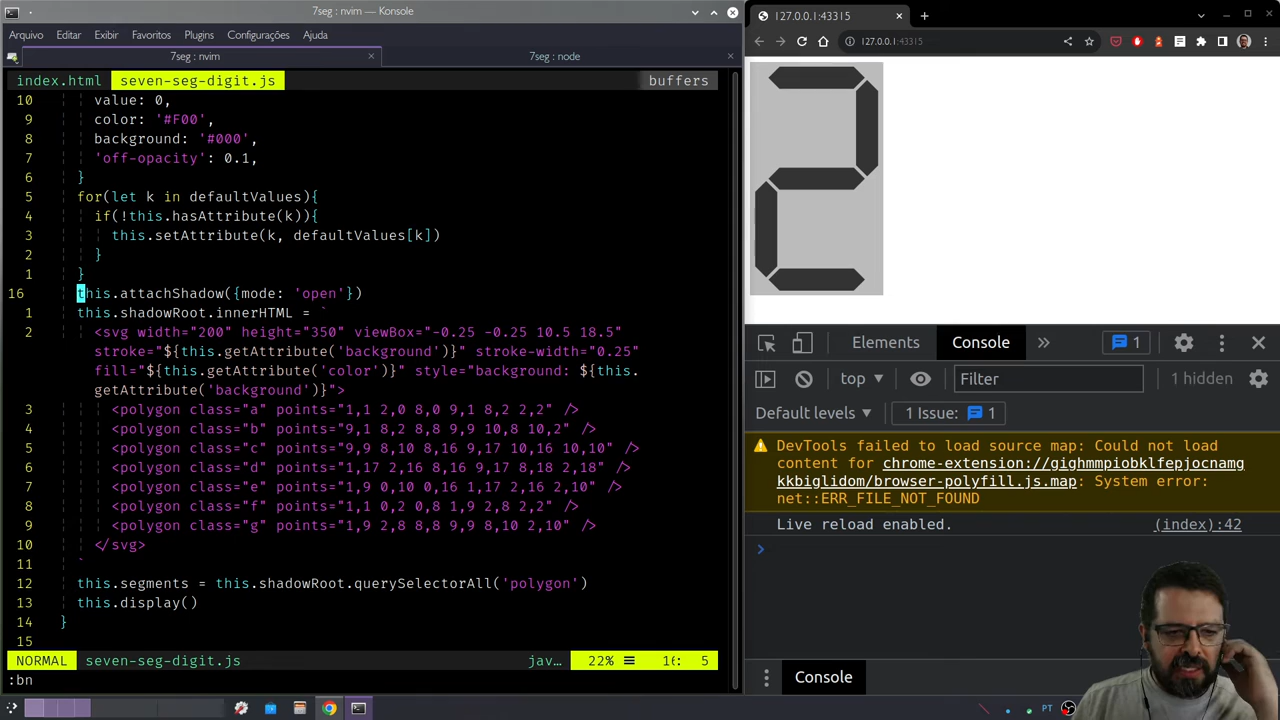 7seg : nvim — Konsole
Arquivo Editar Exibir Favoritos Plugins Configurações Ajuda
7seg : nvim
7seg : node
index.html seven-seg-digit.js buffers
10 value: 0,
9 color: '#F00',
8 background: '#000',
7 'off-opacity': 0.1,
6 }
5 for(let k in defaultValues){
4 if(!this.hasAttribute(k)){
3 this.setAttribute(k, defaultValues[k])
2 }
1 }
16 this.attachShadow({mode: 'open'})
1 this.shadowRoot.innerHTML = `
2 <svg width="200" height="350" viewBox="-0.25 -0.25 10.5 18.5"
stroke="${this.getAttribute('background')}" stroke-width="0.25"
fill="${this.getAttribute('color')}" style="background: ${this.
getAttribute('background')}">
3 <polygon class="a" points="1,1 2,0 8,0 9,1 8,2 2,2" />
4 <polygon class="b" points="9,1 8,2 8,8 9,9 10,8 10,2" />
5 <polygon class="c" points="9,9 8,10 8,16 9,17 10,16 10,10" />
6 <polygon class="d" points="1,17 2,16 8,16 9,17 8,18 2,18" />
7 <polygon class="e" points="1,9 0,10 0,16 1,17 2,16 2,10" />
8 <polygon class="f" points="1,1 0,2 0,8 1,9 2,8 2,2" />
9 <polygon class="g" points="1,9 2,8 8,8 9,9 8,10 2,10" />
10 </svg>
11 `
12 this.segments = this.shadowRoot.querySelectorAll('polygon')
13 this.display()
14 }
15
NORMAL seven-seg-digit.js jav… 22% 16: 5
:bn
127.0.0.1:43315
127.0.0.1:43315
Elements Console 1
top Filter 1 hidden
Default levels 1 Issue: 1
DevTools failed to load source map: Could not load
content for chrome-extension://gighmmpiobklfepjocnamg
kkbiglidom/browser-polyfill.js.map: System error:
net::ERR_FILE_NOT_FOUND
Live reload enabled. (index):42
Console
PT